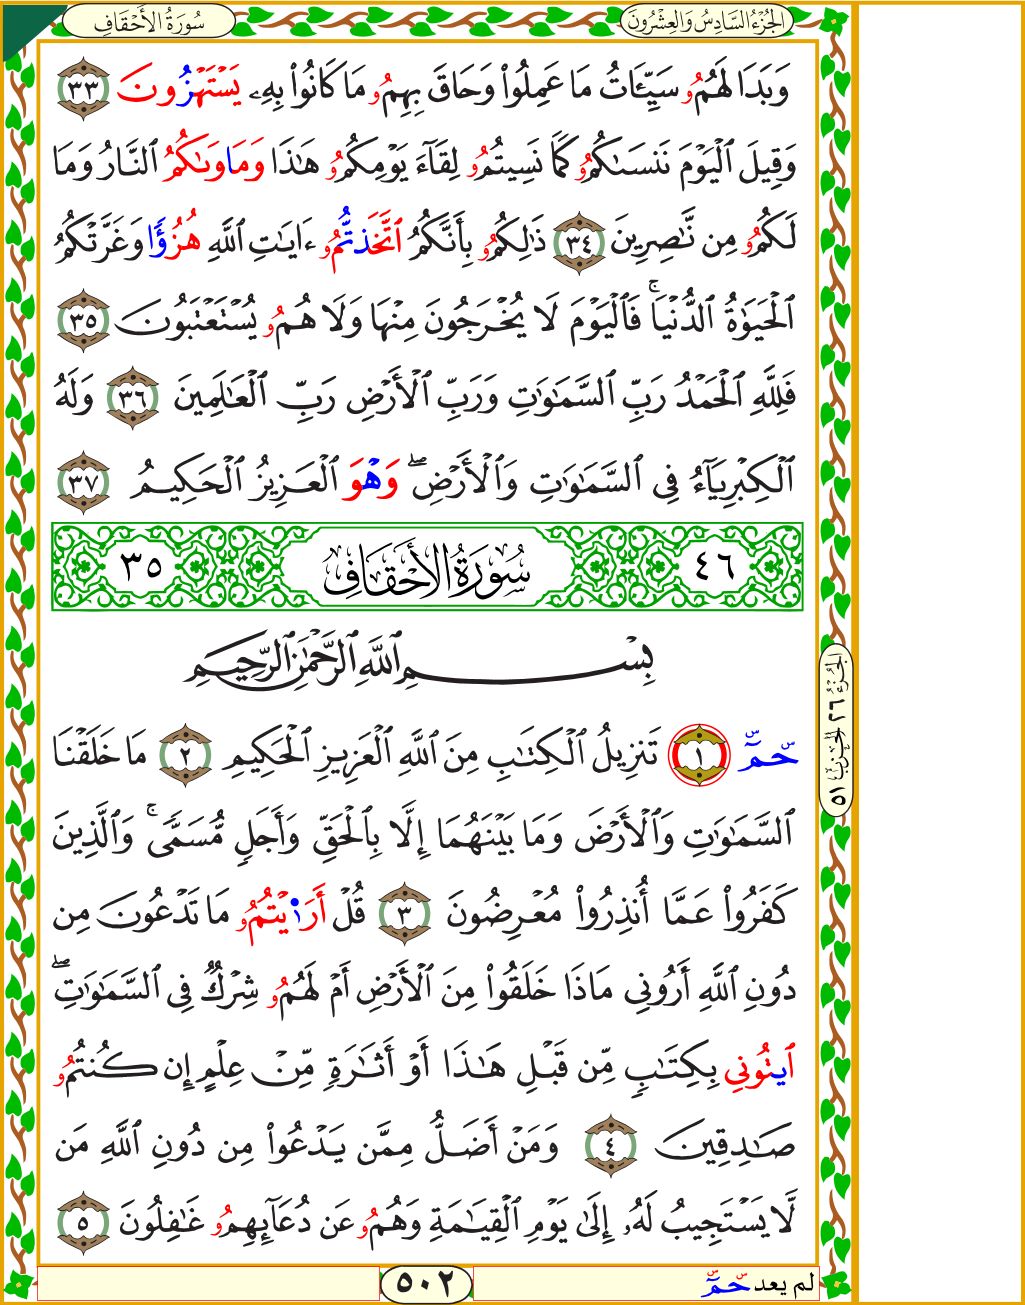 سُورَةُ الأَحْقَافِ
الجُزْءُ السَّادِسُ وَالعِشْرُونَ
وَبَدَا لَهُمُۥ سَيِّـَٔاتُ مَا عَمِلُوا۟ وَحَاقَ بِهِمُۥ مَا كَانُوا۟ بِهِۦ يَسْتَهْزُونَ ٣٣
وَقِيلَ ٱلْيَوْمَ نَنسَىٰكُمُۥ كَمَا نَسِيتُمُۥ لِقَآءَ يَوْمِكُمُۥ هَٰذَا وَمَاوَىٰكُمُ ٱلنَّارُ وَمَا
لَكُمُۥ مِن نَّٰصِرِينَ ٣٤ ذَٰلِكُمُۥ بِأَنَّكُمُ ٱتَّخَذتُّمُۥ ءَايَٰتِ ٱللَّهِ هُزُؤًا وَغَرَّتْكُمُ
ٱلْحَيَوٰةُ ٱلدُّنْيَا ۚ فَٱلْيَوْمَ لَا يُخْرَجُونَ مِنْهَا وَلَا هُمُۥ يُسْتَعْتَبُونَ ٣٥
فَلِلَّهِ ٱلْحَمْدُ رَبِّ ٱلسَّمَٰوَٰتِ وَرَبِّ ٱلْأَرْضِ رَبِّ ٱلْعَٰلَمِينَ ٣٦ وَلَهُ
ٱلْكِبْرِيَآءُ فِى ٱلسَّمَٰوَٰتِ وَٱلْأَرْضِ ۖ وَهْوَ ٱلْعَزِيزُ ٱلْحَكِيمُ ٣٧
٤٦ سُورَةُ الأَحْقَافِ ٣٥
بِسْمِ ٱللَّهِ ٱلرَّحْمَٰنِ ٱلرَّحِيمِ
حٓمٓ ١ تَنزِيلُ ٱلْكِتَٰبِ مِنَ ٱللَّهِ ٱلْعَزِيزِ ٱلْحَكِيمِ ٢ مَا خَلَقْنَا
ٱلسَّمَٰوَٰتِ وَٱلْأَرْضَ وَمَا بَيْنَهُمَا إِلَّا بِٱلْحَقِّ وَأَجَلٍ مُّسَمًّى ۚ وَٱلَّذِينَ
كَفَرُوا۟ عَمَّا أُنذِرُوا۟ مُعْرِضُونَ ٣ قُلْ أَرَاٰيْتُمُۥ مَا تَدْعُونَ مِن
دُونِ ٱللَّهِ أَرُونِى مَاذَا خَلَقُوا۟ مِنَ ٱلْأَرْضِ أَمْ لَهُمُۥ شِرْكٌ فِى ٱلسَّمَٰوَٰتِ ۖ
ٱيتُونِى بِكِتَٰبٍ مِّن قَبْلِ هَٰذَا أَوْ أَثَٰرَةٍ مِّنْ عِلْمٍ إِن كُنتُمُۥ
صَٰدِقِينَ ٤ وَمَنْ أَضَلُّ مِمَّن يَدْعُوا۟ مِن دُونِ ٱللَّهِ مَن
لَّا يَسْتَجِيبُ لَهُۥ إِلَىٰ يَوْمِ ٱلْقِيَٰمَةِ وَهُمُۥ عَن دُعَآئِهِمُۥ غَٰفِلُونَ ٥
الجُزْءُ ٢٦ الحِزْبُ ٥١
لم يعد حٓمٓ
٥٠٢